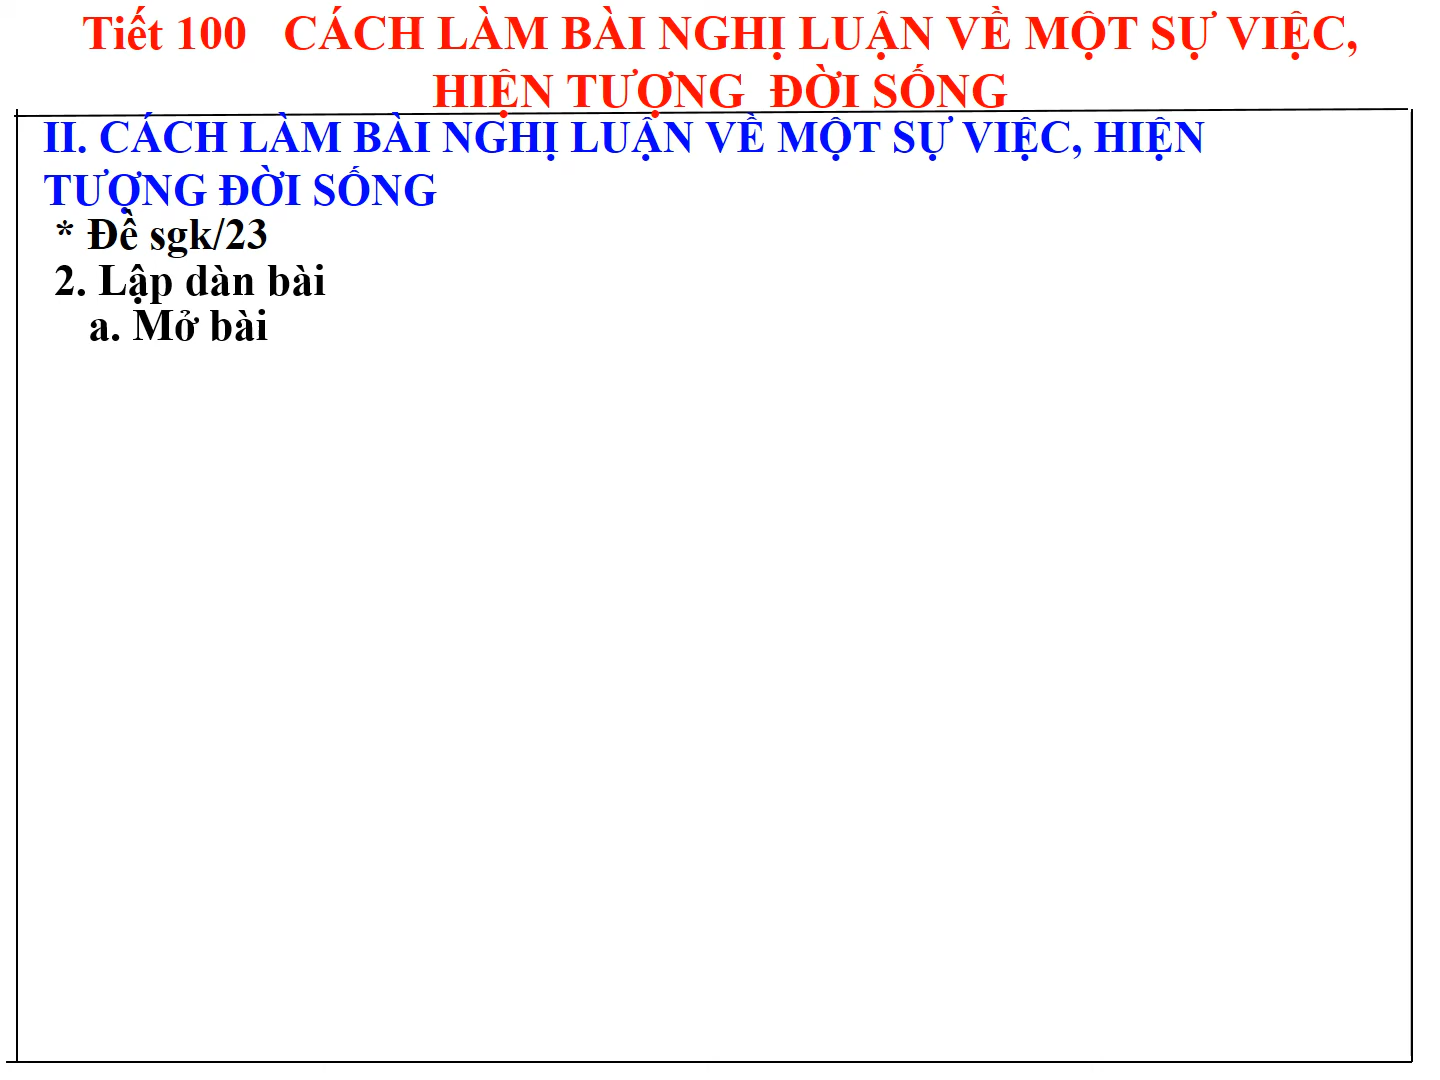 Tiết 100 CÁCH LÀM BÀI NGHỊ LUẬN VỀ MỘT SỰ VIỆC,
HIỆN TƯỢNG ĐỜI SỐNG
II. CÁCH LÀM BÀI NGHỊ LUẬN VỀ MỘT SỰ VIỆC, HIỆN
TƯỢNG ĐỜI SỐNG
* Đề sgk/23
2. Lập dàn bài
a. Mở bài